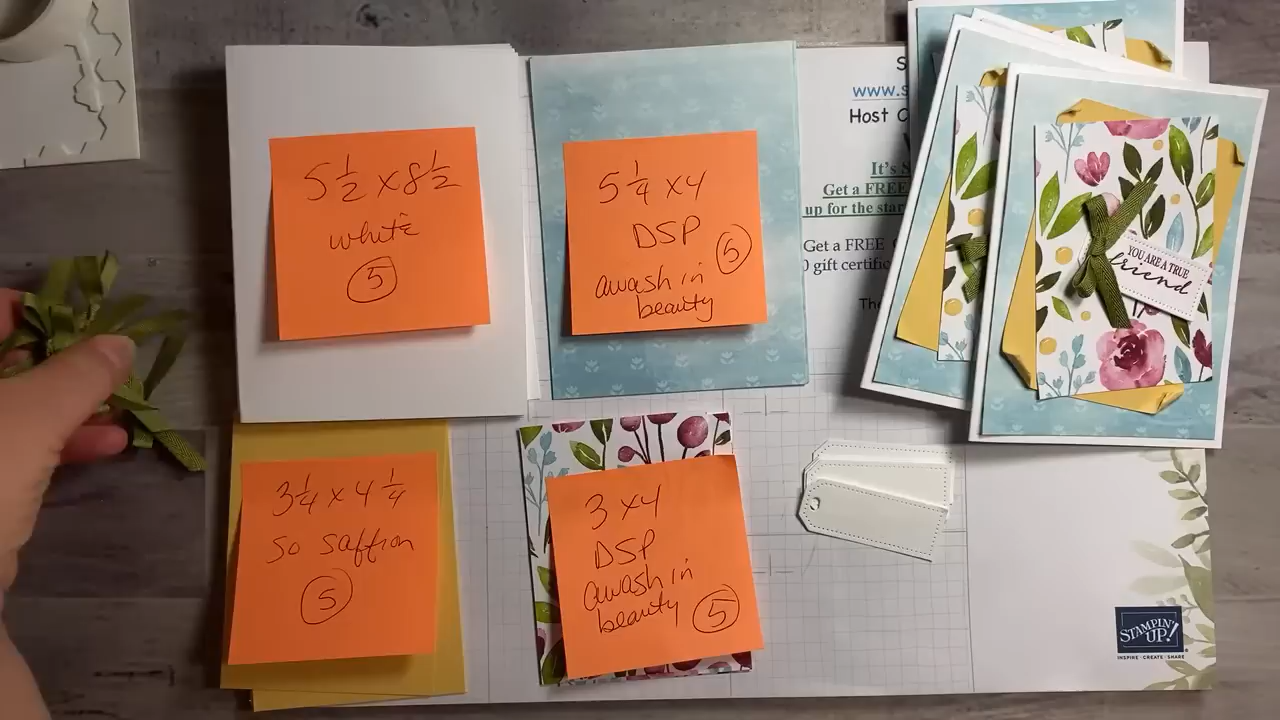 5 1/2 x 8 1/2
white
5
5 1/4 x 4
DSP
5
awash in
beauty
S
www.s
Host C
It's S
Get a FREE
up for the star
Get a FREE
0 gift certific
Th
YOU ARE A TRUE
friend
3 1/4 x 4 1/4
so saffron
5
3 x 4
DSP
awash in
beauty
5
STAMPIN' UP!
INSPIRE · CREATE · SHARE